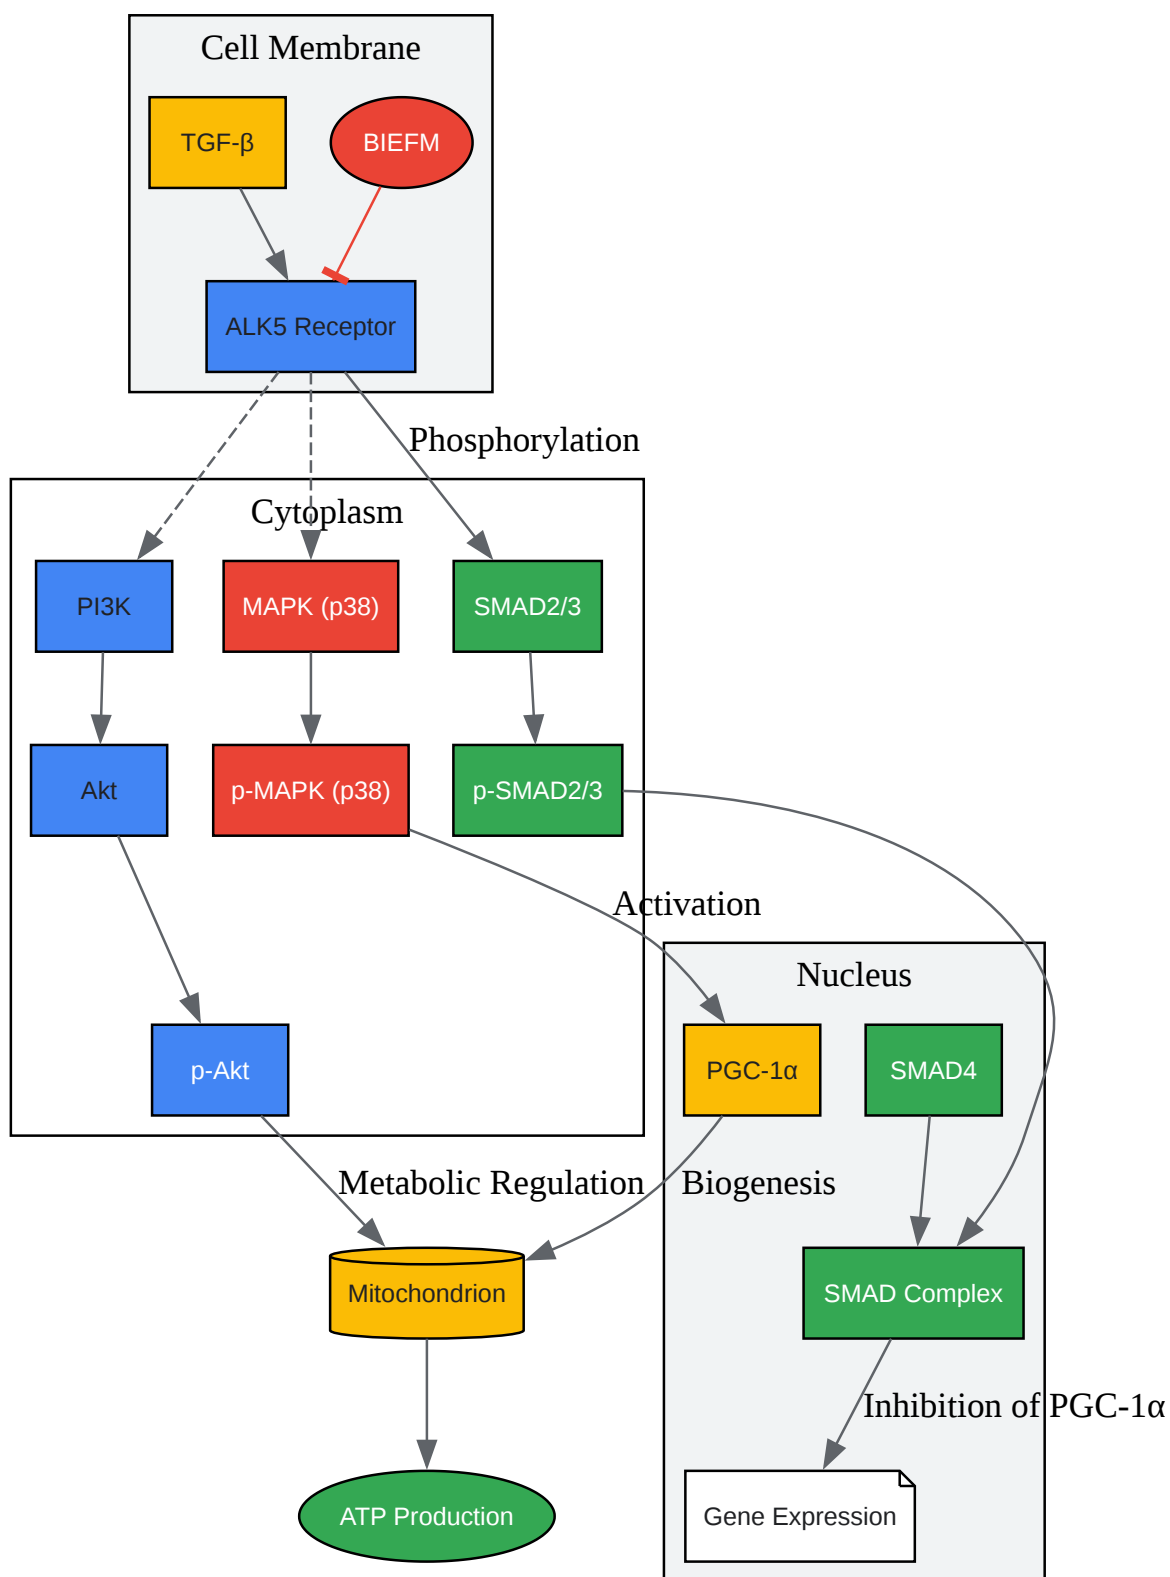 Cell Membrane
TGF-β
BIEFM
ALK5 Receptor
Phosphorylation
Cytoplasm
PI3K
MAPK (p38)
SMAD2/3
Akt
p-MAPK (p38)
p-SMAD2/3
Activation
Nucleus
p-Akt
PGC-1α
SMAD4
Metabolic Regulation
Biogenesis
Mitochondrion
SMAD Complex
Inhibition of PGC-1α
ATP Production
Gene Expression